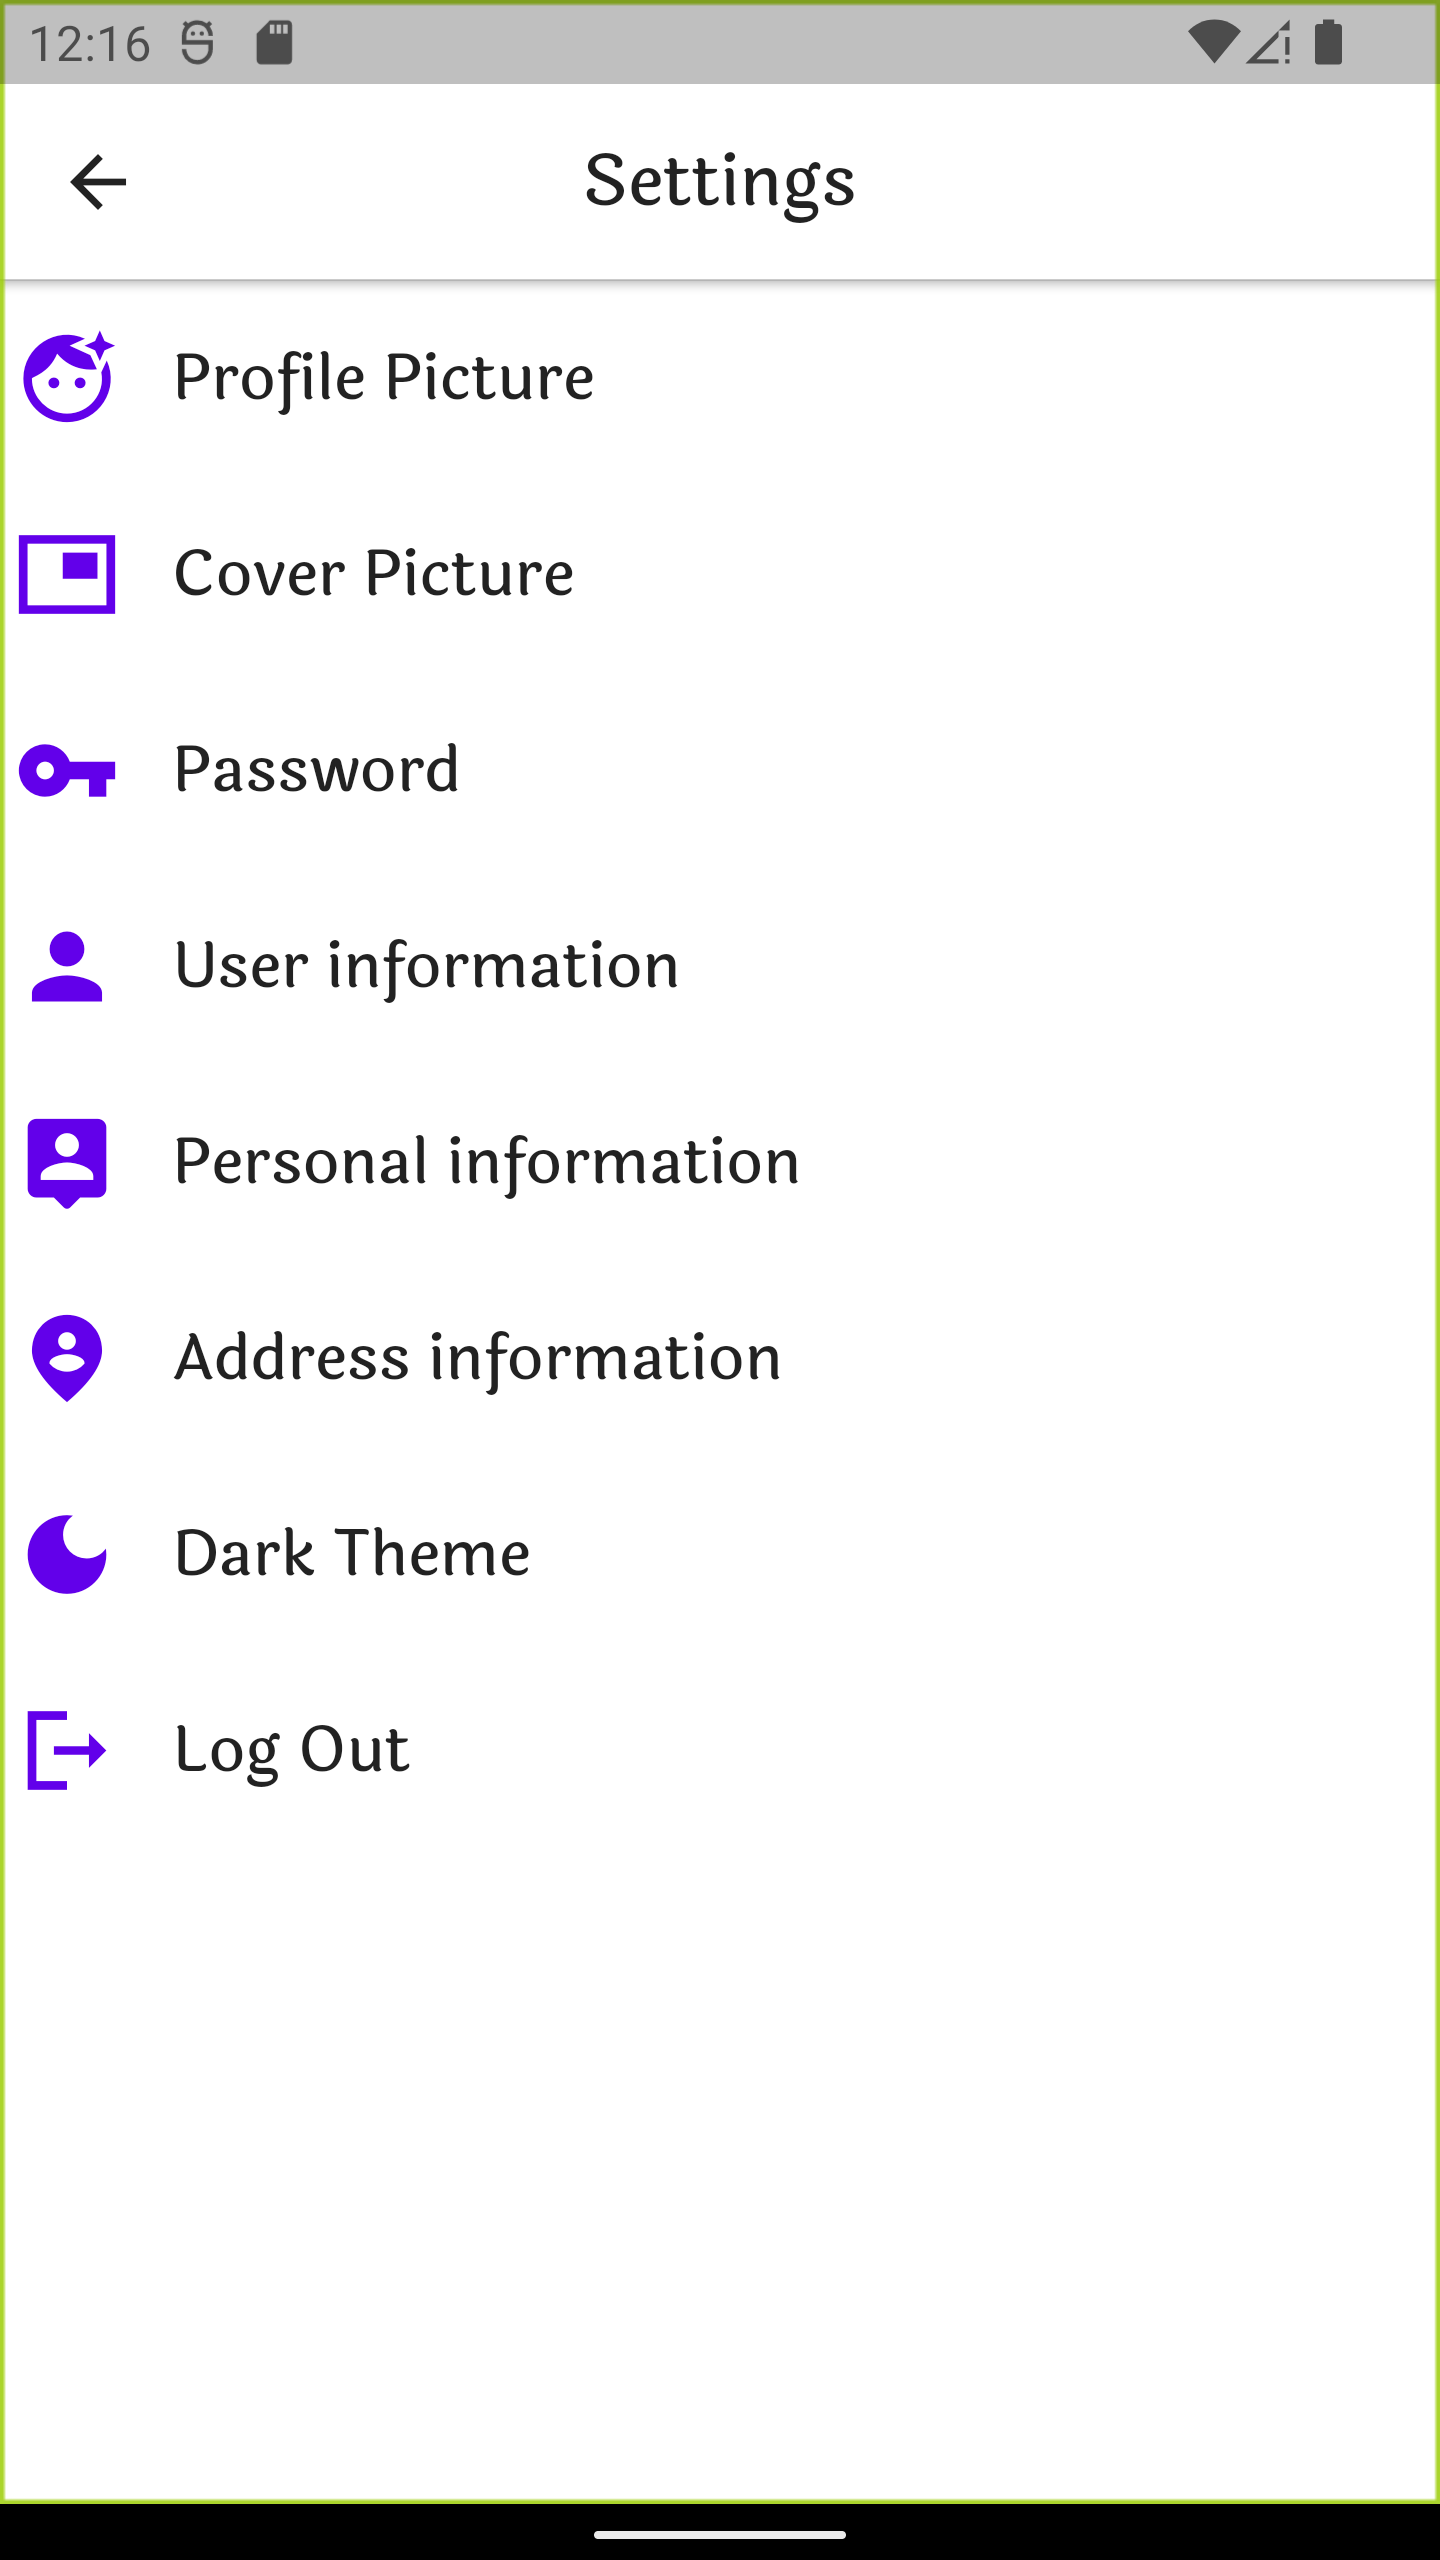 12:16
Settings
Profile Picture
Cover Picture
Password
User information
Personal information
Address information
Dark Theme
Log Out